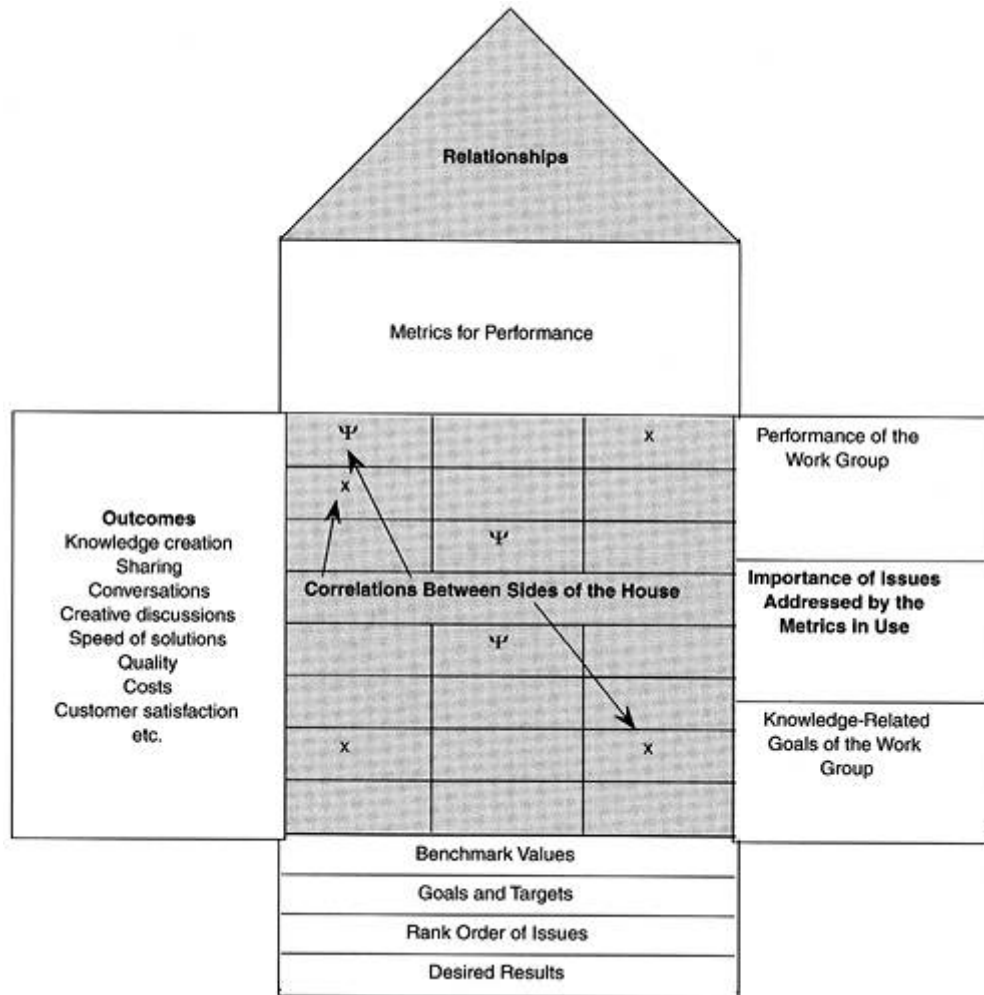 Relationships
Metrics for Performance
Ψ
x
x
Ψ
Correlations Between Sides of the House
Ψ
x
x
Outcomes
Knowledge creation
Sharing
Conversations
Creative discussions
Speed of solutions
Quality
Costs
Customer satisfaction
etc.
Performance of the
Work Group
Importance of Issues
Addressed by the
Metrics in Use
Knowledge-Related
Goals of the Work
Group
Benchmark Values
Goals and Targets
Rank Order of Issues
Desired Results